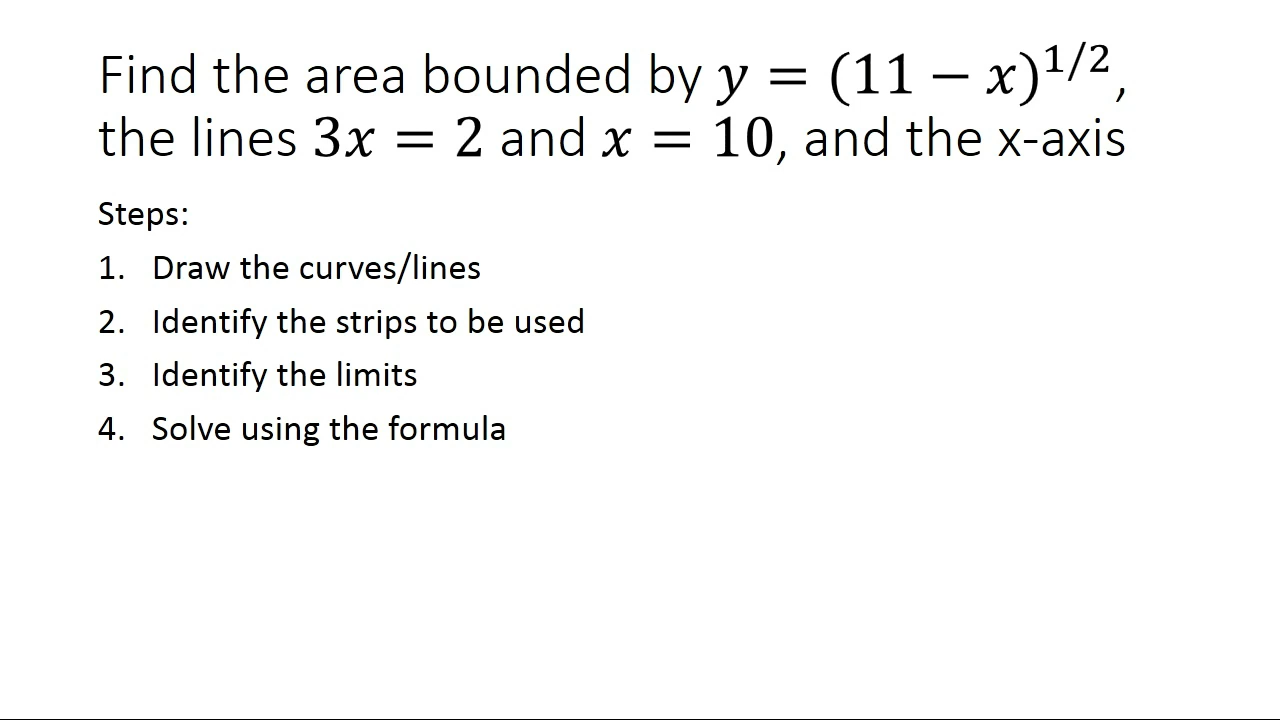 Find the area bounded by y = (11 − x)^{1/2},
the lines 3x = 2 and x = 10, and the x-axis
Steps:
1. Draw the curves/lines
2. Identify the strips to be used
3. Identify the limits
4. Solve using the formula